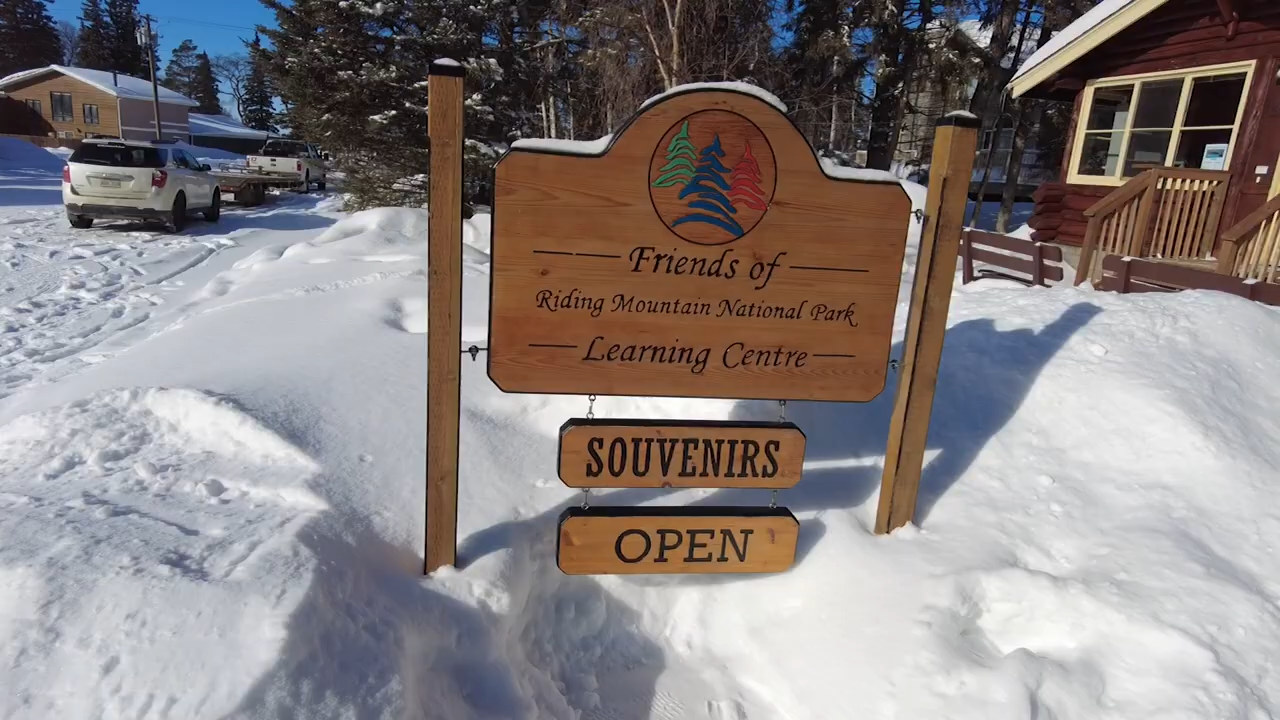 Friends of
Riding Mountain National Park
Learning Centre
SOUVENIRS
OPEN